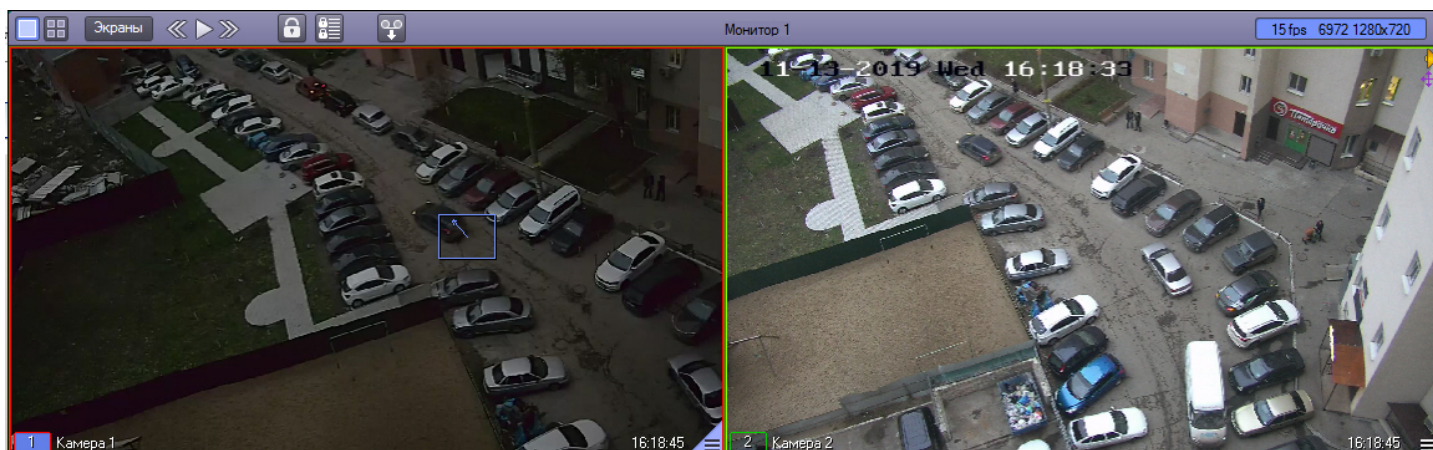 Экраны
Монитор 1
15 fps 6972 1280x720
11-13-2019 Wed 16:18:33
Пятёрочка
1 Камера 1
16:18:45
2 Камера 2
16:18:45